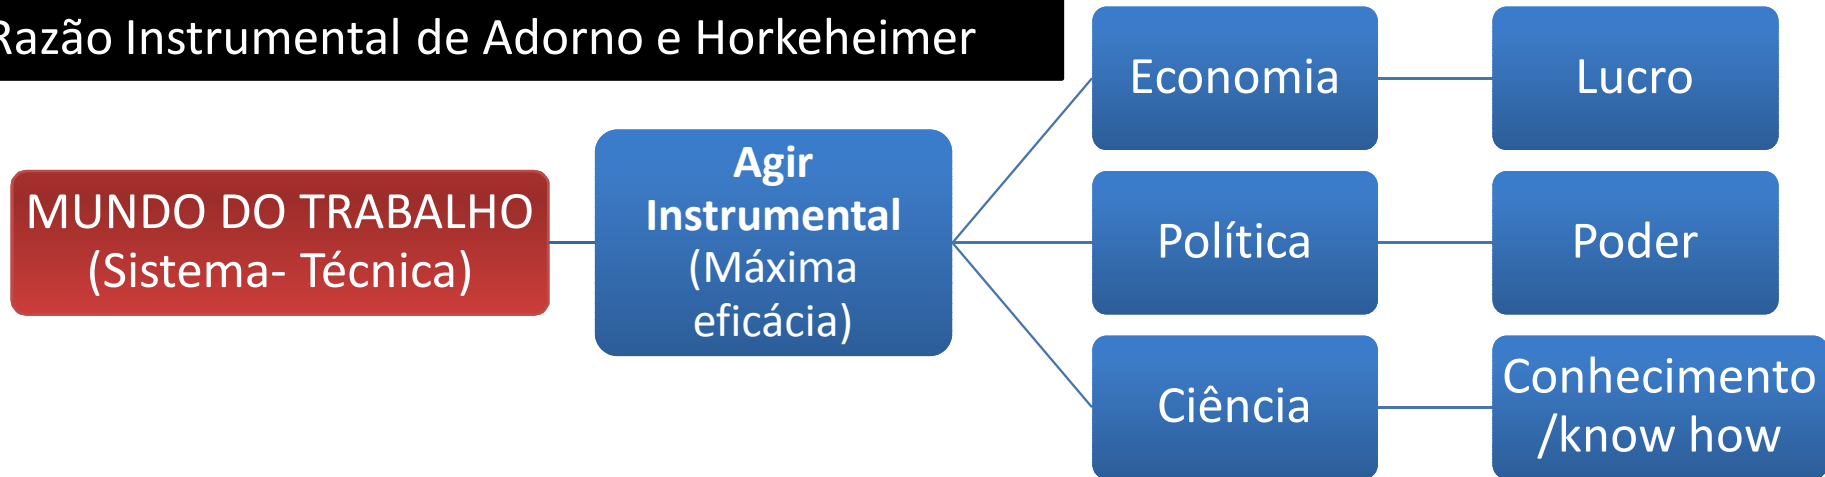 Razão Instrumental de Adorno e Horkeheimer
MUNDO DO TRABALHO
(Sistema- Técnica)
Agir
Instrumental
(Máxima
eficácia)
Economia
Lucro
Política
Poder
Ciência
Conhecimento
/know how